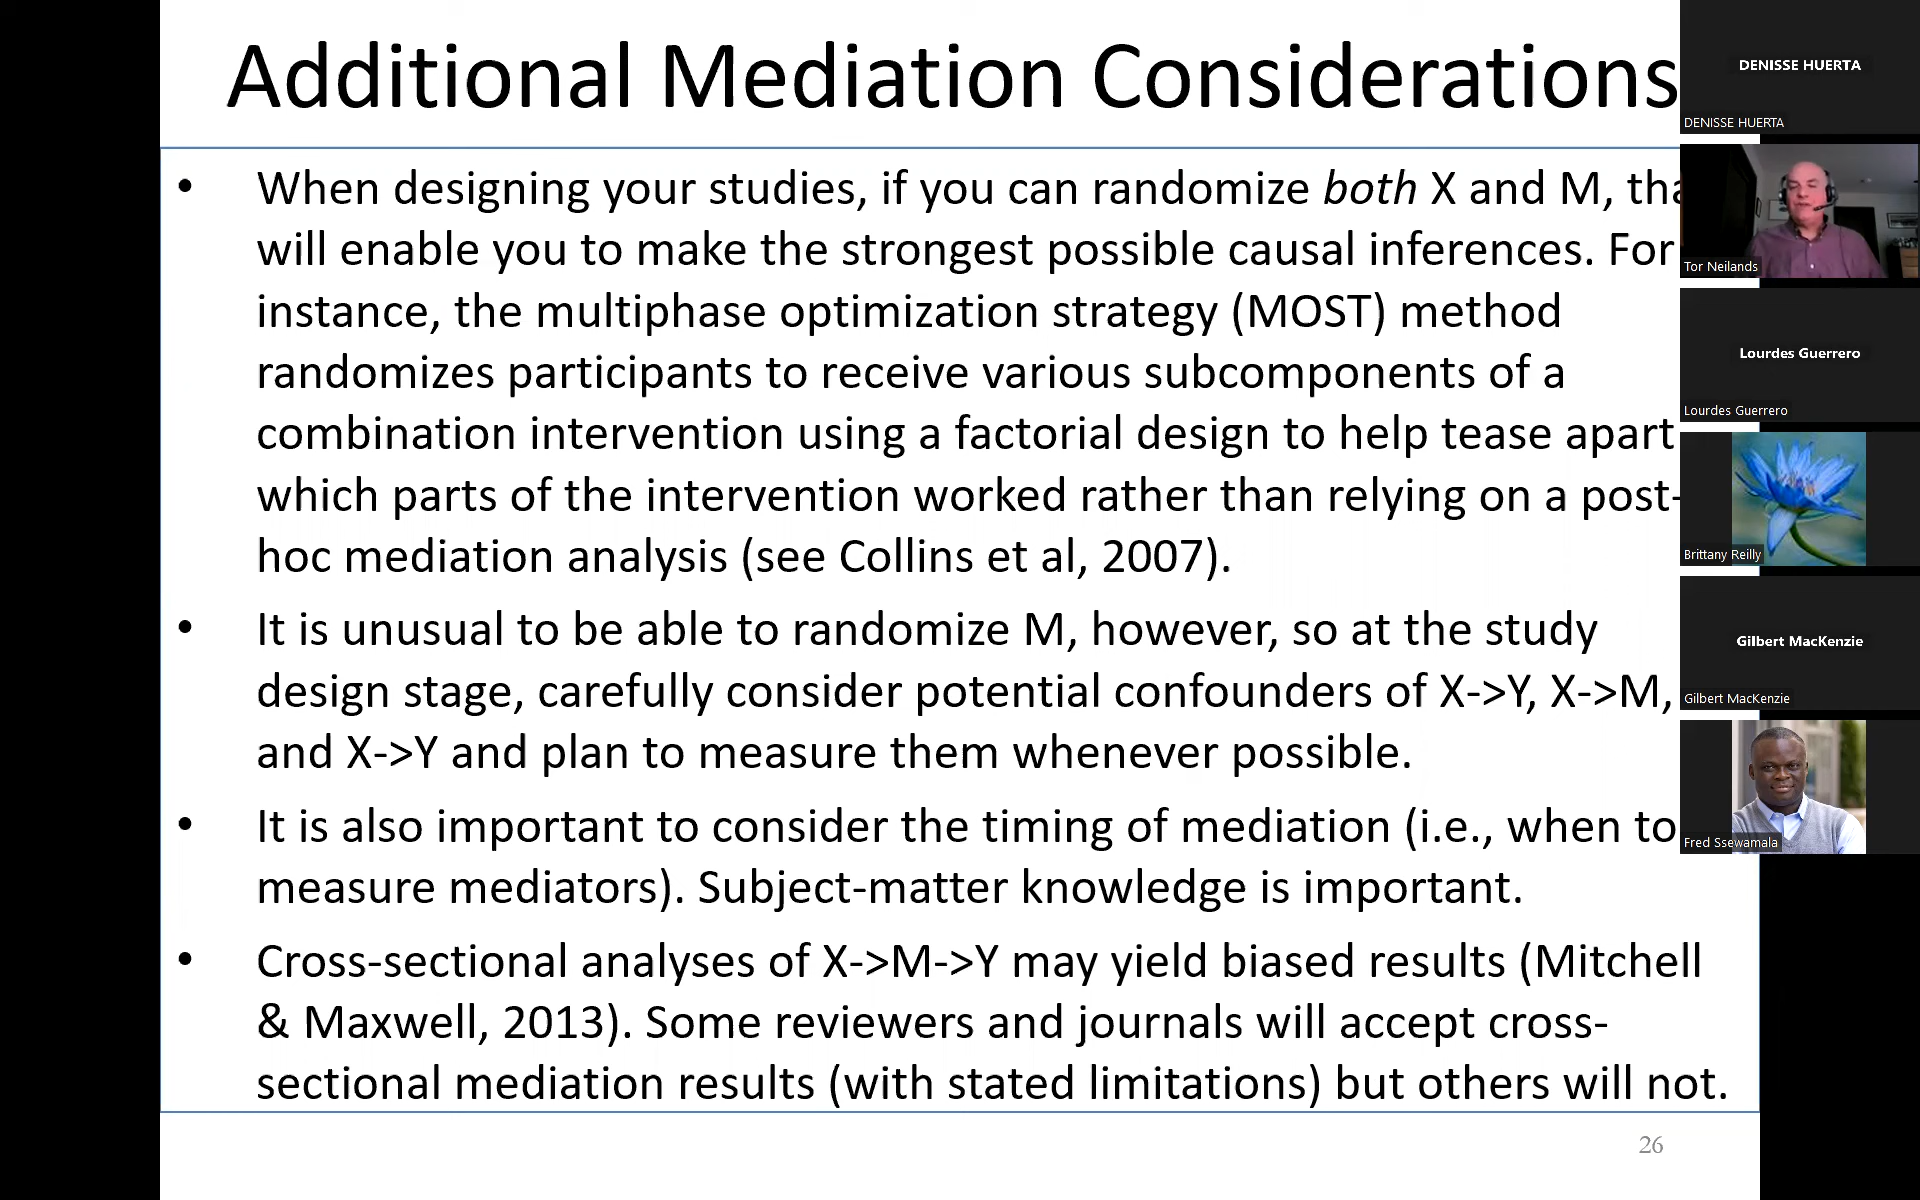 Additional Mediation Considerations
• When designing your studies, if you can randomize both X and M, tha
will enable you to make the strongest possible causal inferences. For
instance, the multiphase optimization strategy (MOST) method
randomizes participants to receive various subcomponents of a
combination intervention using a factorial design to help tease apart
which parts of the intervention worked rather than relying on a post-
hoc mediation analysis (see Collins et al, 2007).
• It is unusual to be able to randomize M, however, so at the study
design stage, carefully consider potential confounders of X->Y, X->M,
and X->Y and plan to measure them whenever possible.
• It is also important to consider the timing of mediation (i.e., when to
measure mediators). Subject-matter knowledge is important.
• Cross-sectional analyses of X->M->Y may yield biased results (Mitchell
& Maxwell, 2013). Some reviewers and journals will accept cross-
sectional mediation results (with stated limitations) but others will not.
26
DENISSE HUERTA
DENISSE HUERTA
Tor Neilands
Lourdes Guerrero
Lourdes Guerrero
Brittany Reilly
Gilbert MacKenzie
Gilbert MacKenzie
Fred Ssewamala